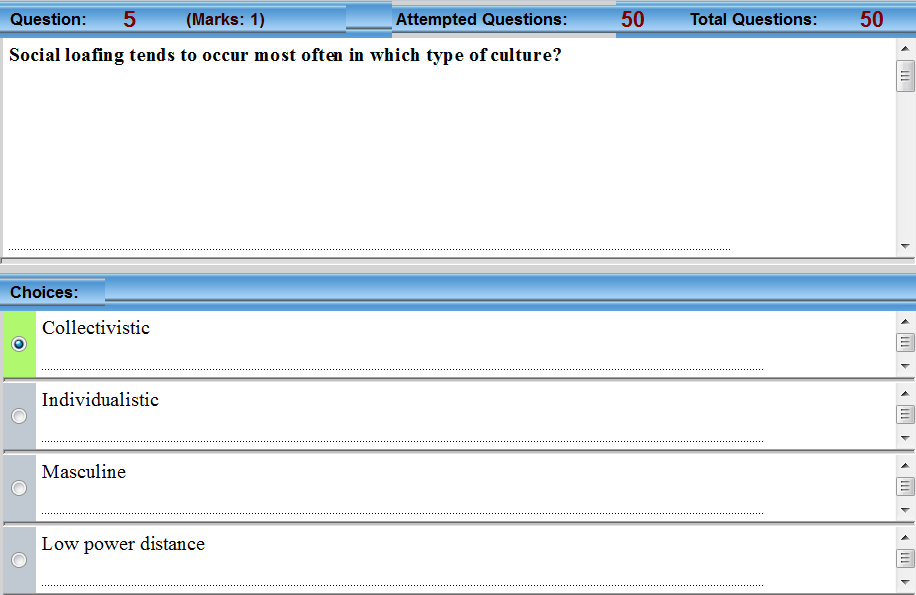 Question: 5 (Marks: 1) Attempted Questions: 50 Total Questions: 50
Social loafing tends to occur most often in which type of culture?
Choices:
Collectivistic
Individualistic
Masculine
Low power distance